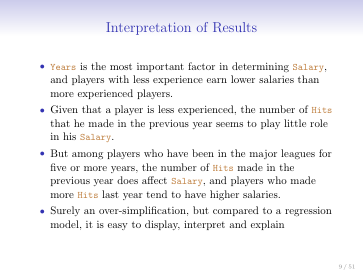 Interpretation of Results
• Years is the most important factor in determining Salary,
and players with less experience earn lower salaries than
more experienced players.
• Given that a player is less experienced, the number of Hits
that he made in the previous year seems to play little role
in his Salary.
• But among players who have been in the major leagues for
five or more years, the number of Hits made in the
previous year does affect Salary, and players who made
more Hits last year tend to have higher salaries.
• Surely an over-simplification, but compared to a regression
model, it is easy to display, interpret and explain
9 / 51